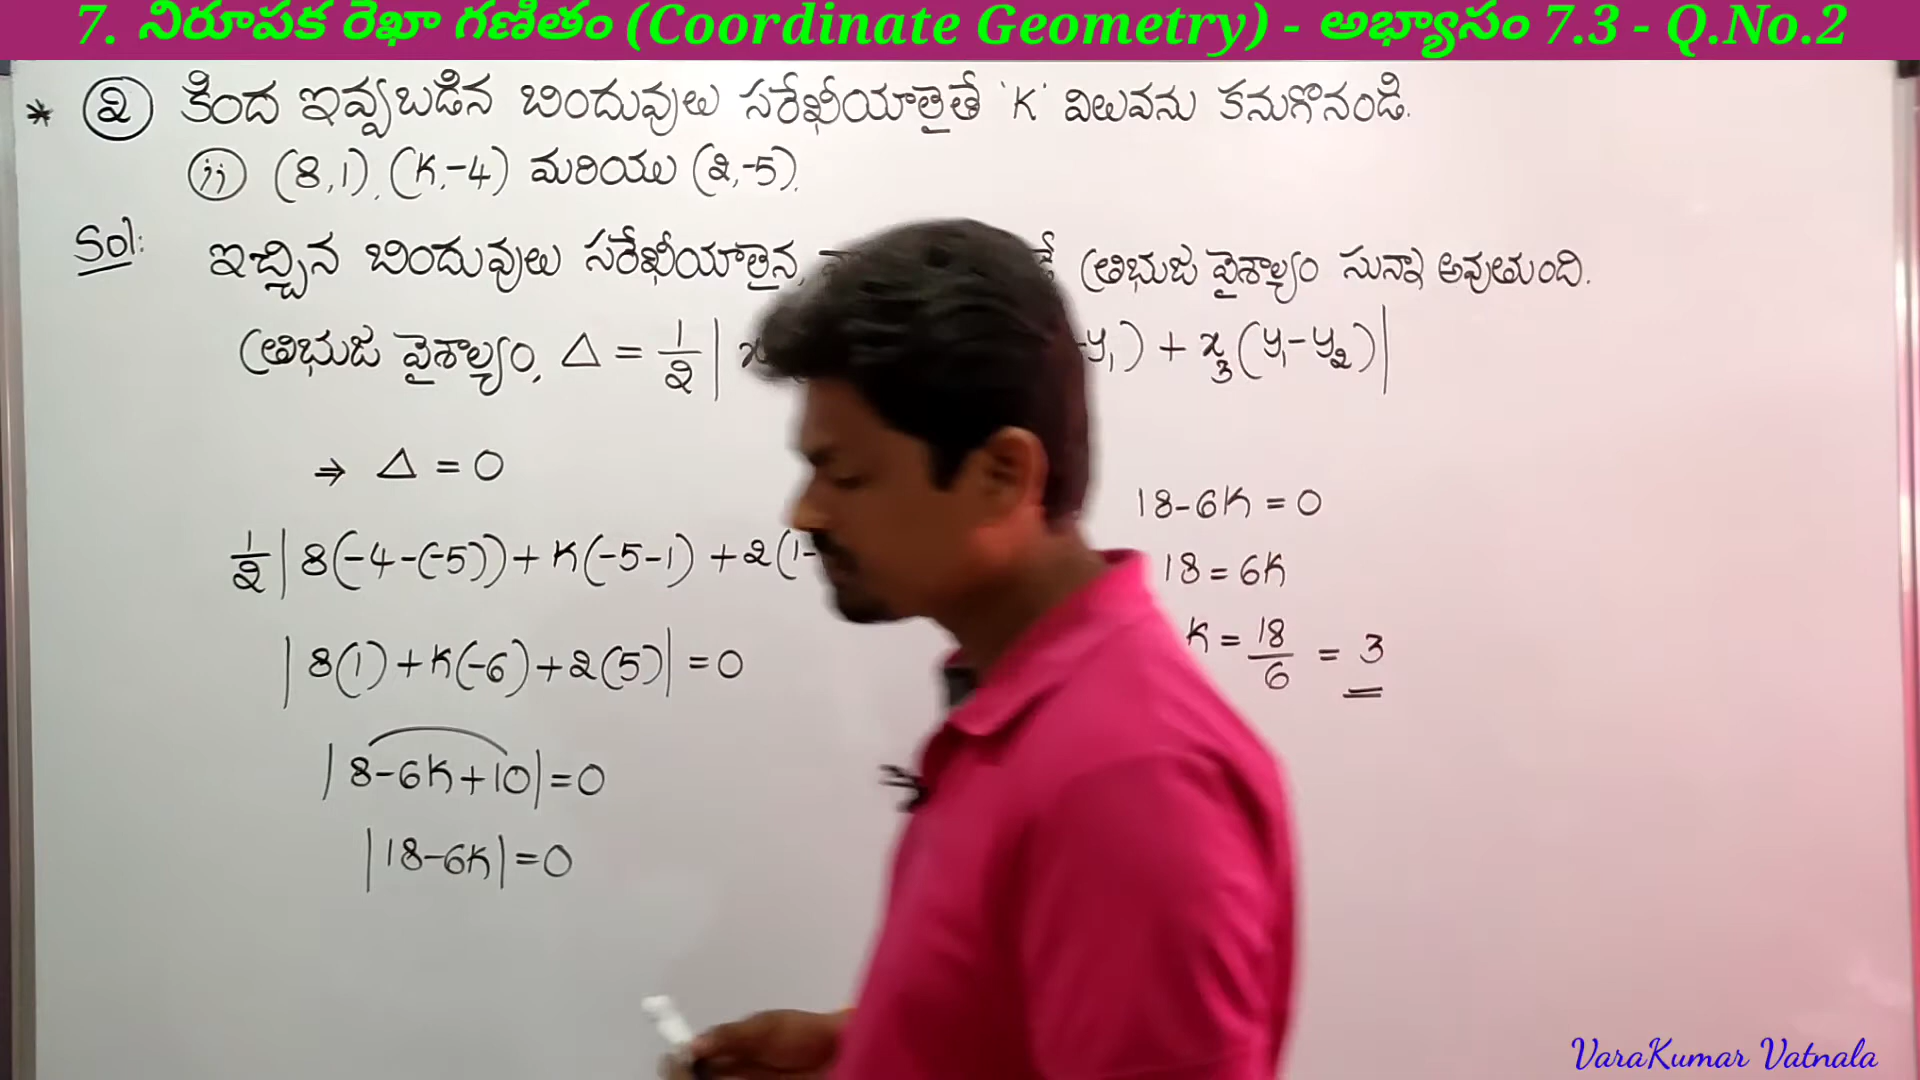 7. నిరూపక రేఖా గణితం (Coordinate Geometry) - అభ్యాసం 7.3 - Q.No.2
* ② కింద ఇవ్వబడిన బిందువులు సరేఖీయాలైతే 'K' విలువను కనుగొనండి.
(ii) (8,1), (K,-4) మరియు (2,-5).
Sol: ఇచ్చిన బిందువులు సరేఖీయాలైన, త్రిభుజ వైశాల్యం సున్నా అవుతుంది.
త్రిభుజ వైశాల్యం, Δ = 1/2 | x -y₁) + x₃(y₁-y₂)|
⇒ Δ = 0
1/2 | 8(-4-(-5)) + K(-5-1) + 2(1-
|8(1) + K(-6) + 2(5)| = 0
|8-6K+10| = 0
|18-6K| = 0
18-6K = 0
18 = 6K
K = 18/6 = 3
VaraKumar Vatnala